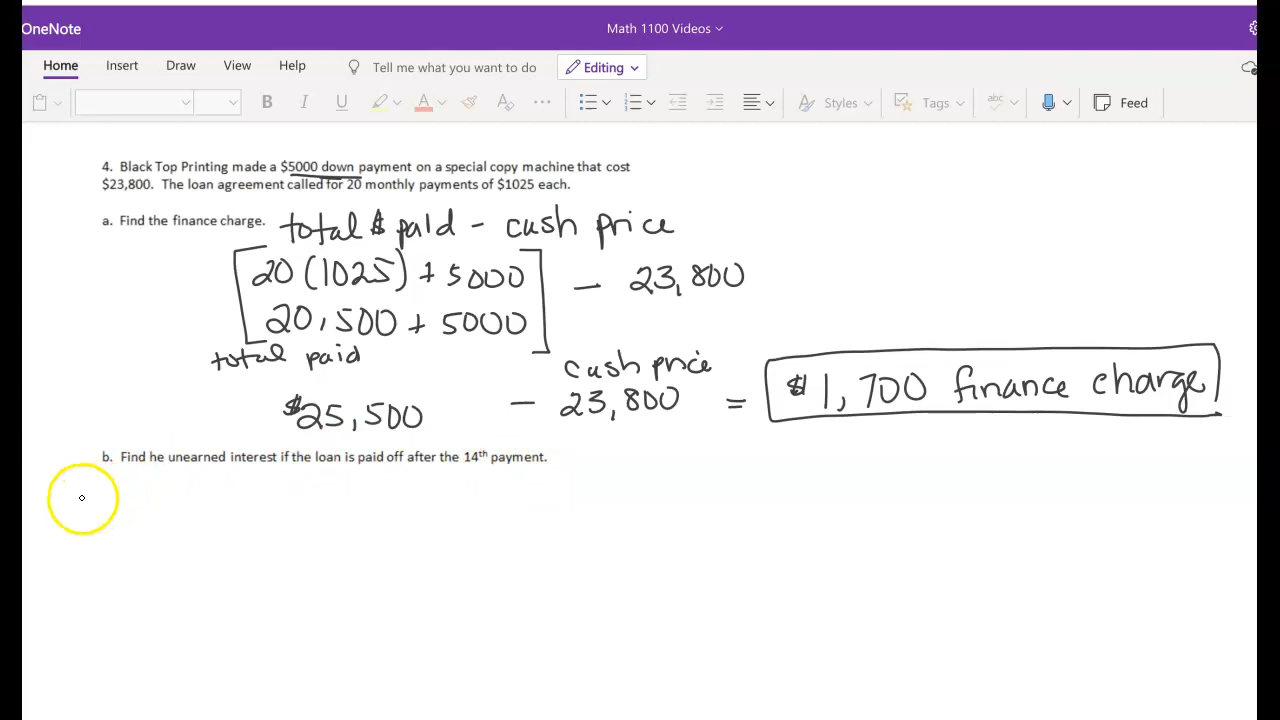 OneNote
Math 1100 Videos
Home Insert Draw View Help Tell me what you want to do Editing
B I U A Styles Tags abc Feed
4. Black Top Printing made a $5000 down payment on a special copy machine that cost
$23,800. The loan agreement called for 20 monthly payments of $1025 each.
a. Find the finance charge. total $ paid - cash price
20 (1025) + 5000 - 23,800
20,500 + 5000
total paid
cash price
$25,500 - 23,800 = $1,700 finance charge
b. Find he unearned interest if the loan is paid off after the 14th payment.